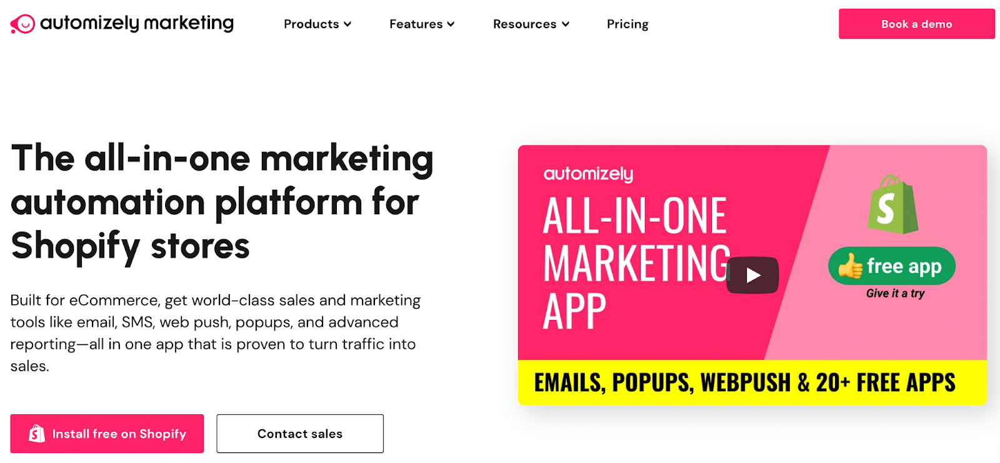 automizely marketing
Products
Features
Resources
Pricing
Book a demo
The all-in-one marketing
automation platform for
Shopify stores
Built for eCommerce, get world-class sales and marketing
tools like email, SMS, web push, popups, and advanced
reporting—all in one app that is proven to turn traffic into
sales.
Install free on Shopify
Contact sales
automizely
ALL-IN-ONE
MARKETING
APP
S
👍 free app
Give it a try
EMAILS, POPUPS, WEBPUSH & 20+ FREE APPS